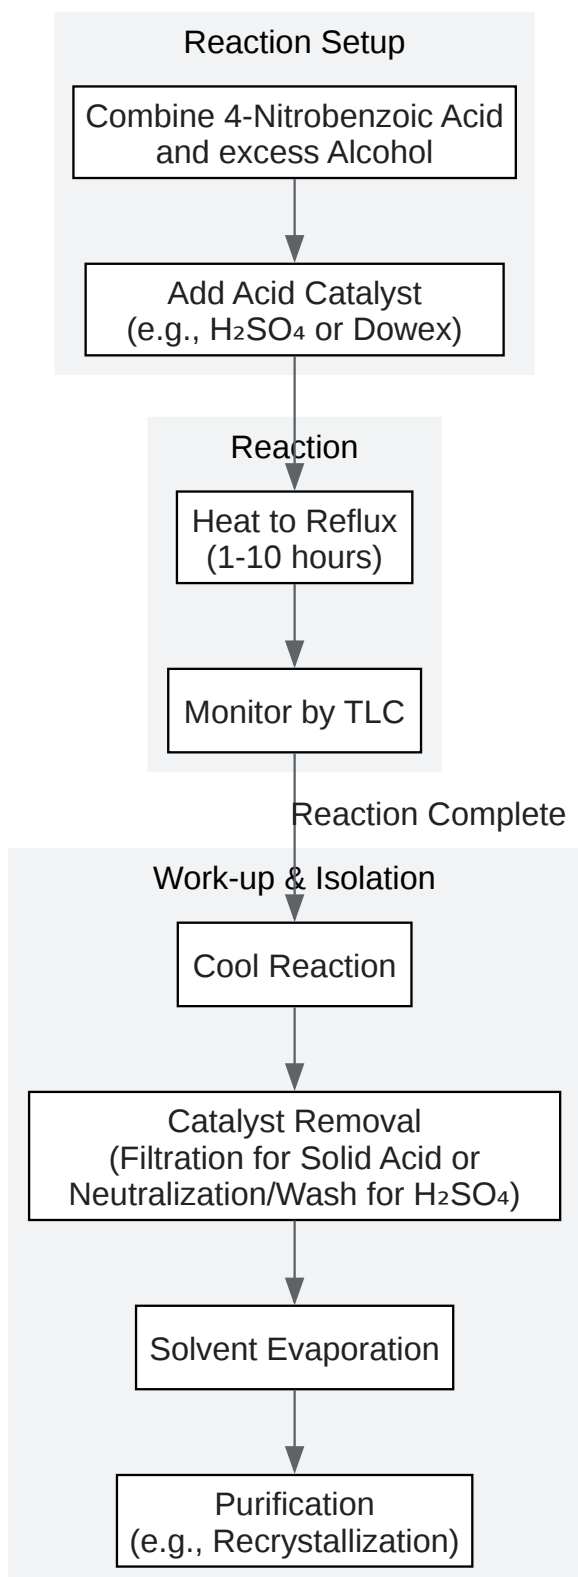 Reaction Setup
Combine 4-Nitrobenzoic Acid
and excess Alcohol
Add Acid Catalyst
(e.g., H₂SO₄ or Dowex)
Reaction
Heat to Reflux
(1-10 hours)
Monitor by TLC
Reaction Complete
Work-up & Isolation
Cool Reaction
Catalyst Removal
(Filtration for Solid Acid or
Neutralization/Wash for H₂SO₄)
Solvent Evaporation
Purification
(e.g., Recrystallization)